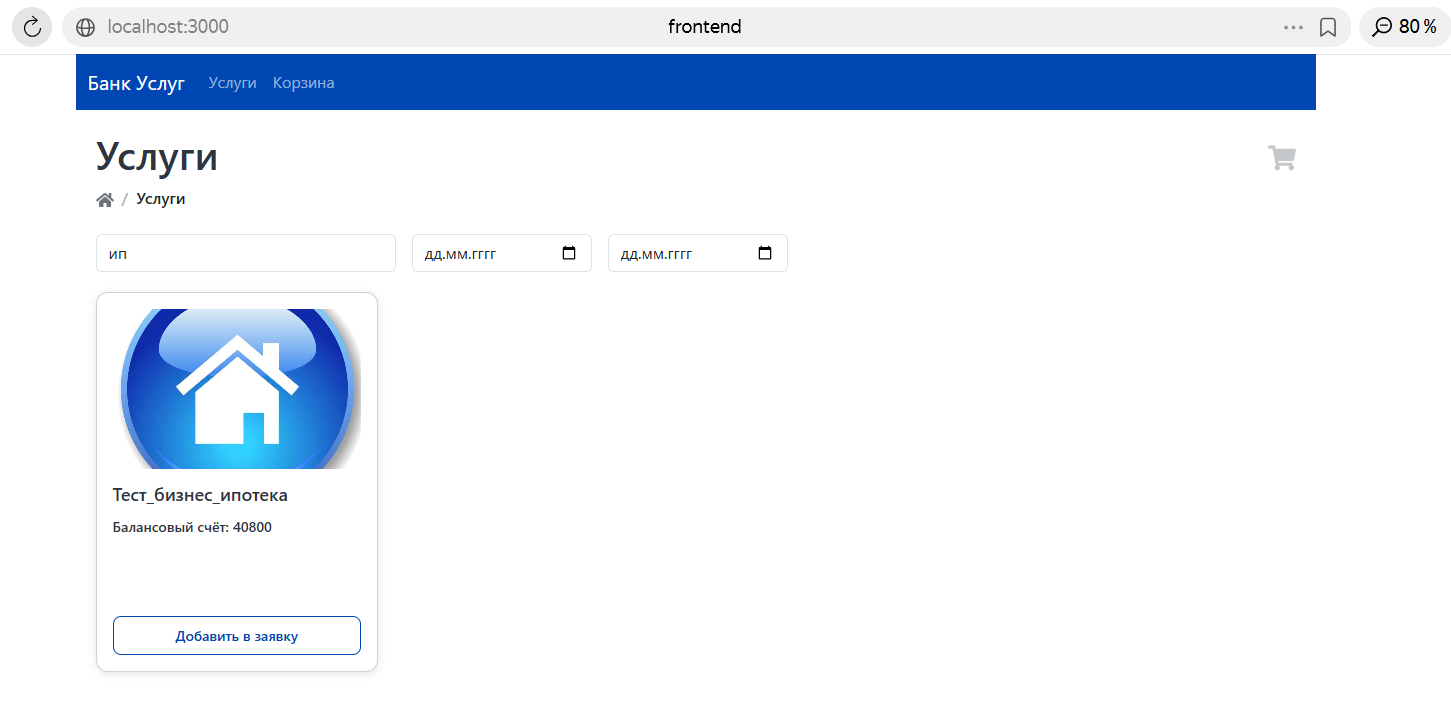 localhost:3000 frontend ... 80 %
Банк Услуг Услуги Корзина
Услуги
/ Услуги
ип дд.мм.гггг дд.мм.гггг
Тест_бизнес_ипотека
Балансовый счёт: 40800
Добавить в заявку